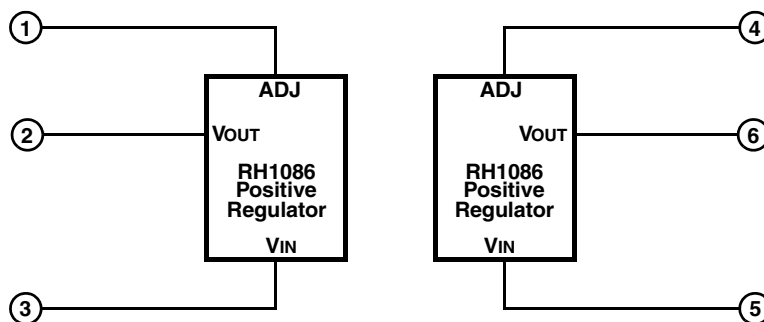 1
4
ADJ
ADJ
2
VOUT
VOUT
6
RH1086
Positive
Regulator
RH1086
Positive
Regulator
VIN
VIN
3
5